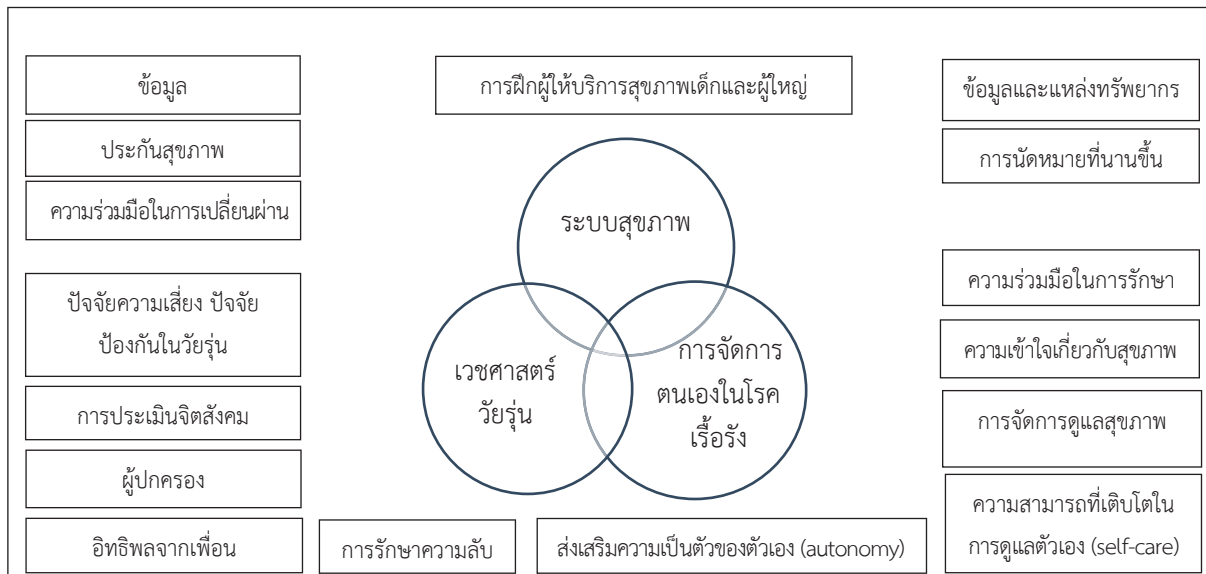 ข้อมูล
ประกันสุขภาพ
ความร่วมมือในการเปลี่ยนผ่าน
ปัจจัยความเสี่ยง ปัจจัย
ป้องกันในวัยรุ่น
การประเมินจิตสังคม
ผู้ปกครอง
อิทธิพลจากเพื่อน
การฝึกผู้ให้บริการสุขภาพเด็กและผู้ใหญ่
ระบบสุขภาพ
เวชศาสตร์
วัยรุ่น
การจัดการ
ตนเองในโรค
เรื้อรัง
การรักษาความลับ
ส่งเสริมความเป็นตัวของตัวเอง (autonomy)
ข้อมูลและแหล่งทรัพยากร
การนัดหมายที่นานขึ้น
ความร่วมมือในการรักษา
ความเข้าใจเกี่ยวกับสุขภาพ
การจัดการดูแลสุขภาพ
ความสามารถที่เติบโตใน
การดูแลตัวเอง (self-care)